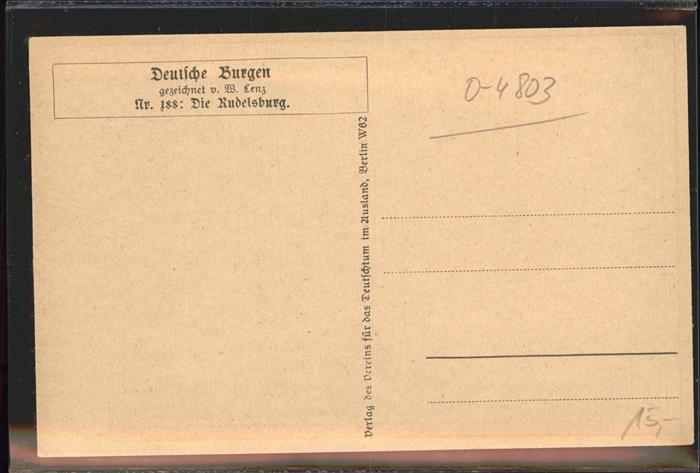 Deutsche Burgen
gezeichnet v. W. Lenz
Nr. 188: Die Rudelsburg.
O-4803
Verlag des Vereins für das Deutschtum im Ausland, Berlin W62
15,-